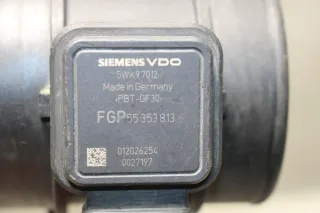 SIEMENS VDO
5WK97012
Made in Germany
>PBT-GF30<
FGP 55 353 813
012026254
0027197